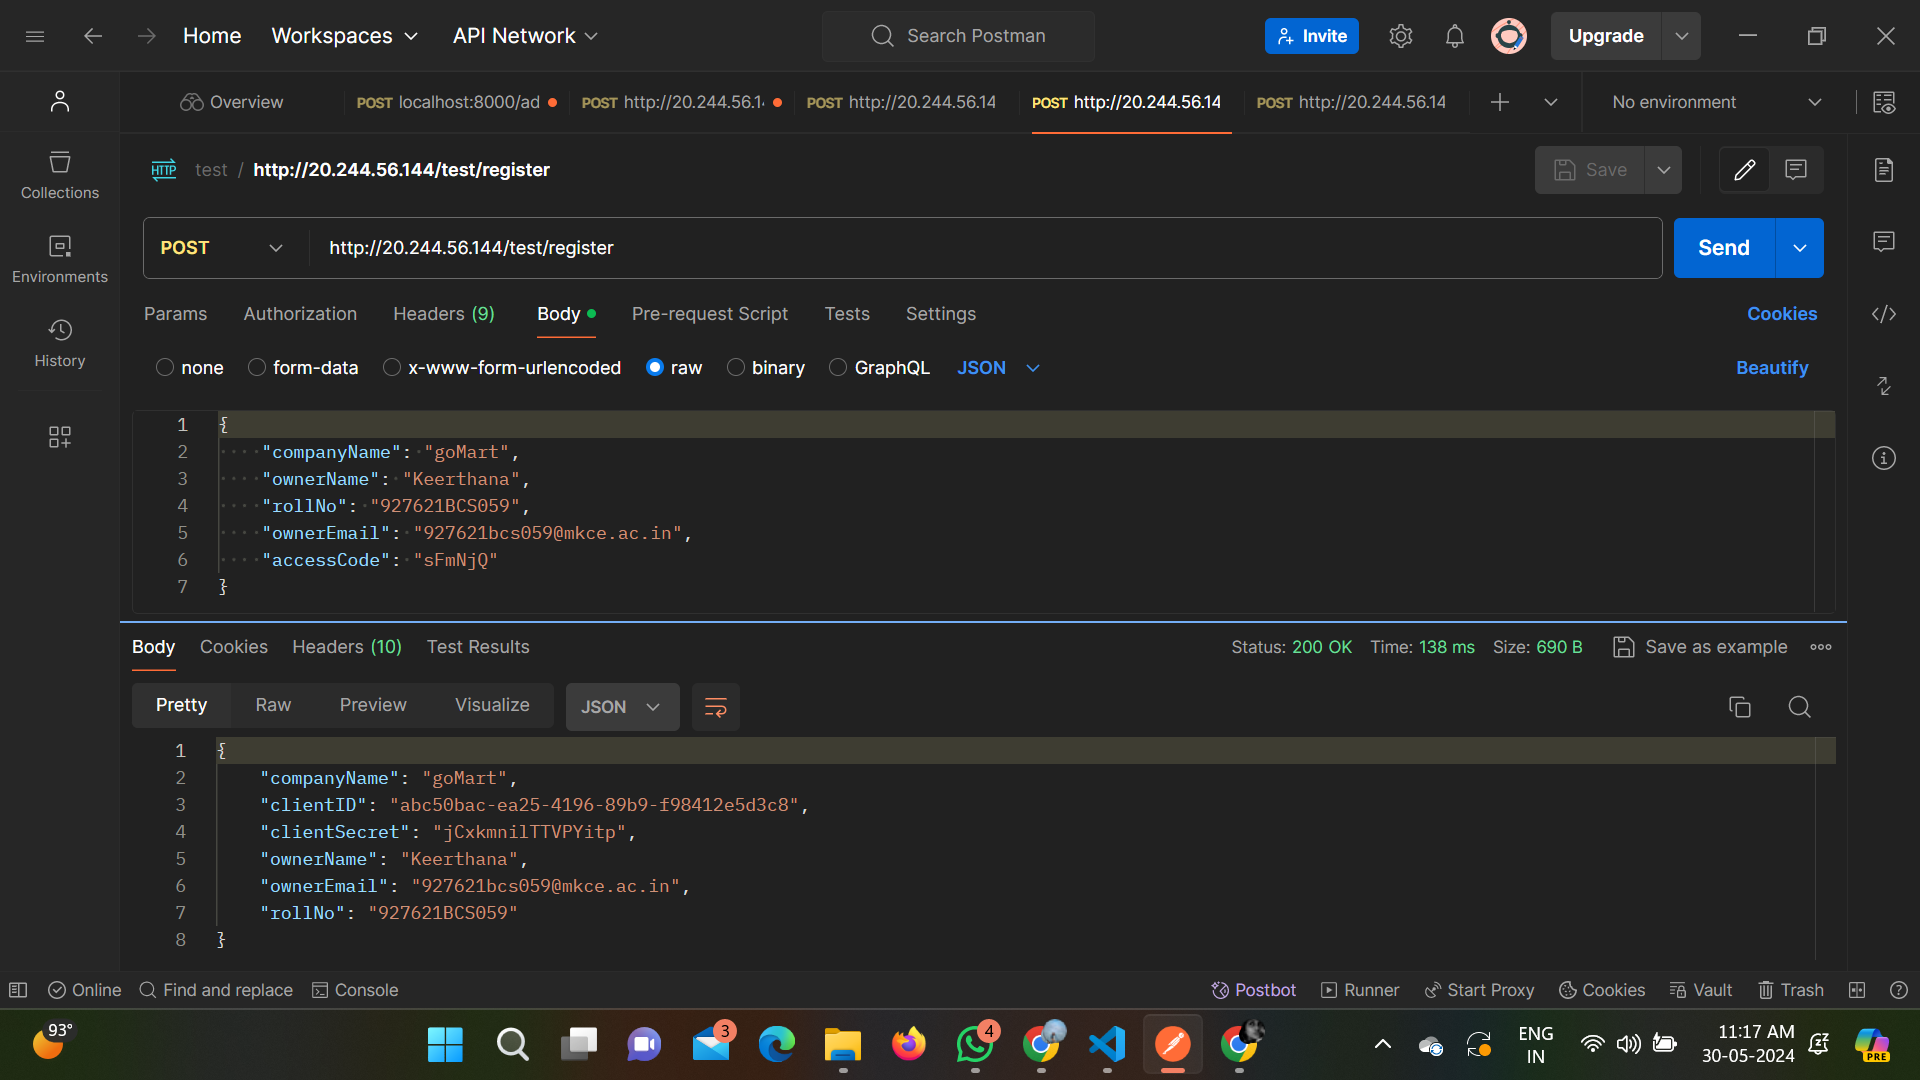 Home Workspaces API Network Search Postman Invite Upgrade
Overview POST localhost:8000/ad POST http://20.244.56.1 POST http://20.244.56.14 POST http://20.244.56.14 POST http://20.244.56.14 No environment
HTTP test / http://20.244.56.144/test/register Save
Collections
Environments
History
POST http://20.244.56.144/test/register Send
Params Authorization Headers (9) Body Pre-request Script Tests Settings Cookies
none form-data x-www-form-urlencoded raw binary GraphQL JSON Beautify
1 {
2 "companyName": "goMart",
3 "ownerName": "Keerthana",
4 "rollNo": "927621BCS059",
5 "ownerEmail": "927621bcs059@mkce.ac.in",
6 "accessCode": "sFmNjQ"
7 }
Body Cookies Headers (10) Test Results Status: 200 OK Time: 138 ms Size: 690 B Save as example
Pretty Raw Preview Visualize JSON
1 {
2 "companyName": "goMart",
3 "clientID": "abc50bac-ea25-4196-89b9-f98412e5d3c8",
4 "clientSecret": "jCxkmnilTTVPYitp",
5 "ownerName": "Keerthana",
6 "ownerEmail": "927621bcs059@mkce.ac.in",
7 "rollNo": "927621BCS059"
8 }
Online Find and replace Console Postbot Runner Start Proxy Cookies Vault Trash
93° 3 4 ENG 11:17 AM
IN 30-05-2024 PRE